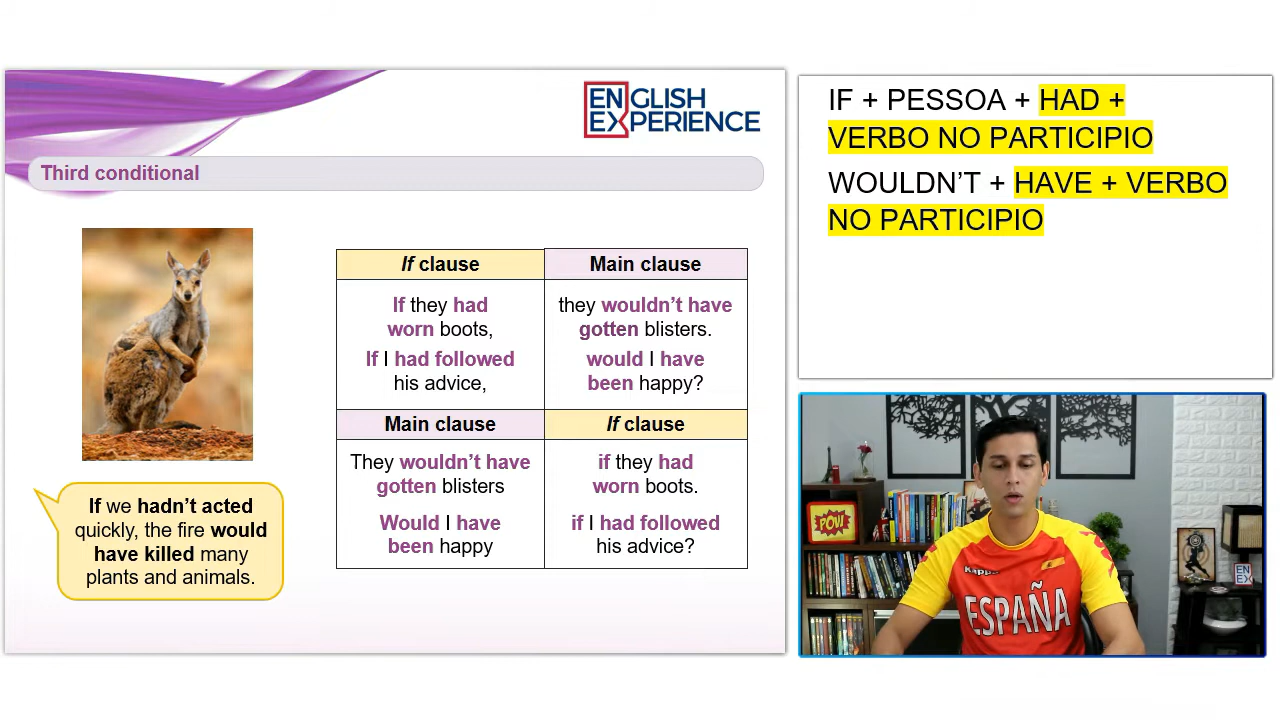 ENGLISH
EXPERIENCE
Third conditional
If clause
Main clause
If they had
worn boots,
they wouldn’t have
gotten blisters.
If I had followed
his advice,
would I have
been happy?
Main clause
If clause
They wouldn’t have
gotten blisters
if they had
worn boots.
Would I have
been happy
if I had followed
his advice?
If we hadn’t acted
quickly, the fire would
have killed many
plants and animals.
IF + PESSOA + HAD +
VERBO NO PARTICIPIO
WOULDN’T + HAVE + VERBO
NO PARTICIPIO
POW!
Kappa
ESPAÑA
EN
EX